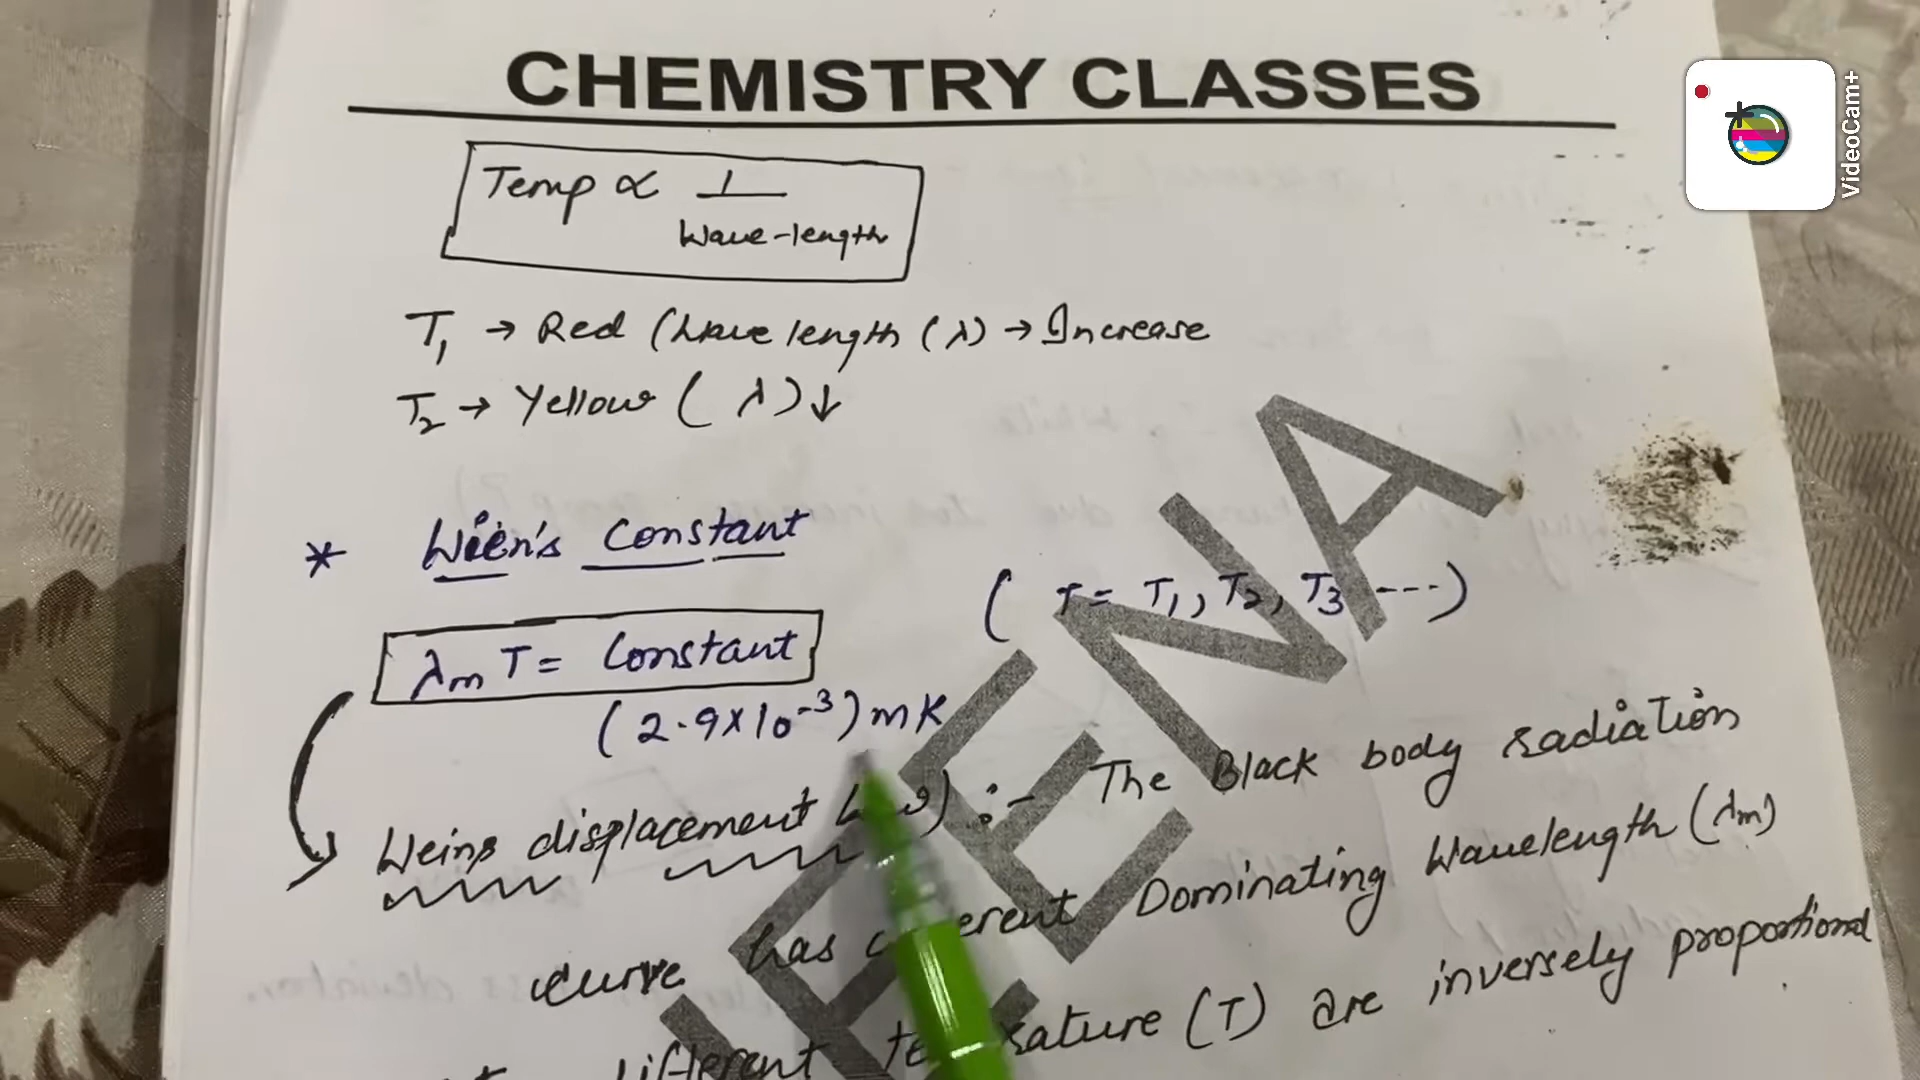 CHEMISTRY CLASSES
VideoCam+
Temp ∝ 1
Wave-length
T1 → Red (Wave length (λ) → Increase
T2 → Yellow ( λ)↓
* Wien's Constant
( T = T1, T2, T3 ---)
λm T = Constant
(2.9×10⁻³) mK
Weins displacement :- The Black body radiation
curve has Dominating Wavelength (λm)
different (T) are inversely proportional